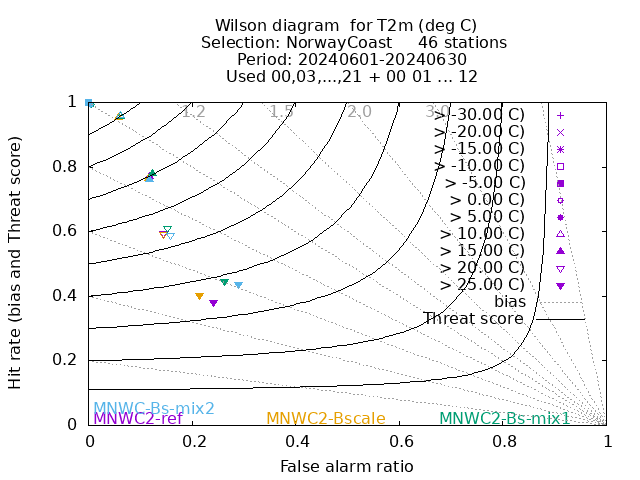 Wilson diagram  for T2m (deg C)
Selection: NorwayCoast     46 stations
Period: 20240601-20240630
Used 00,03,...,21 + 00 01 ... 12
Hit rate (bias and Threat score)
1
0.8
0.6
0.4
0.2
0
1.2
1.5
2.0
3.0
> -30.00 C)
> -20.00 C)
> -15.00 C)
> -10.00 C)
> -5.00 C)
> 0.00 C)
> 5.00 C)
> 10.00 C)
> 15.00 C)
> 20.00 C)
> 25.00 C)
bias
Threat score
MNWC-Bs-mix2
MNWC2-ref
MNWC2-Bscale
MNWC2-Bs-mix1
0
0.2
0.4
0.6
0.8
1
False alarm ratio